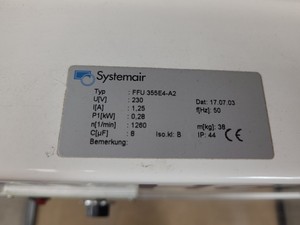 Systemair
Typ : FFU 355E4-A2
U[V] : 230 Dat: 17.07.03
I[A] : 1,25 f[Hz]: 50
P1[kW] : 0,28
n[1/min] : 1260 m[kg]: 38
C[µF] : 8 Iso.kl: B IP: 44 CE
Bemerkung: